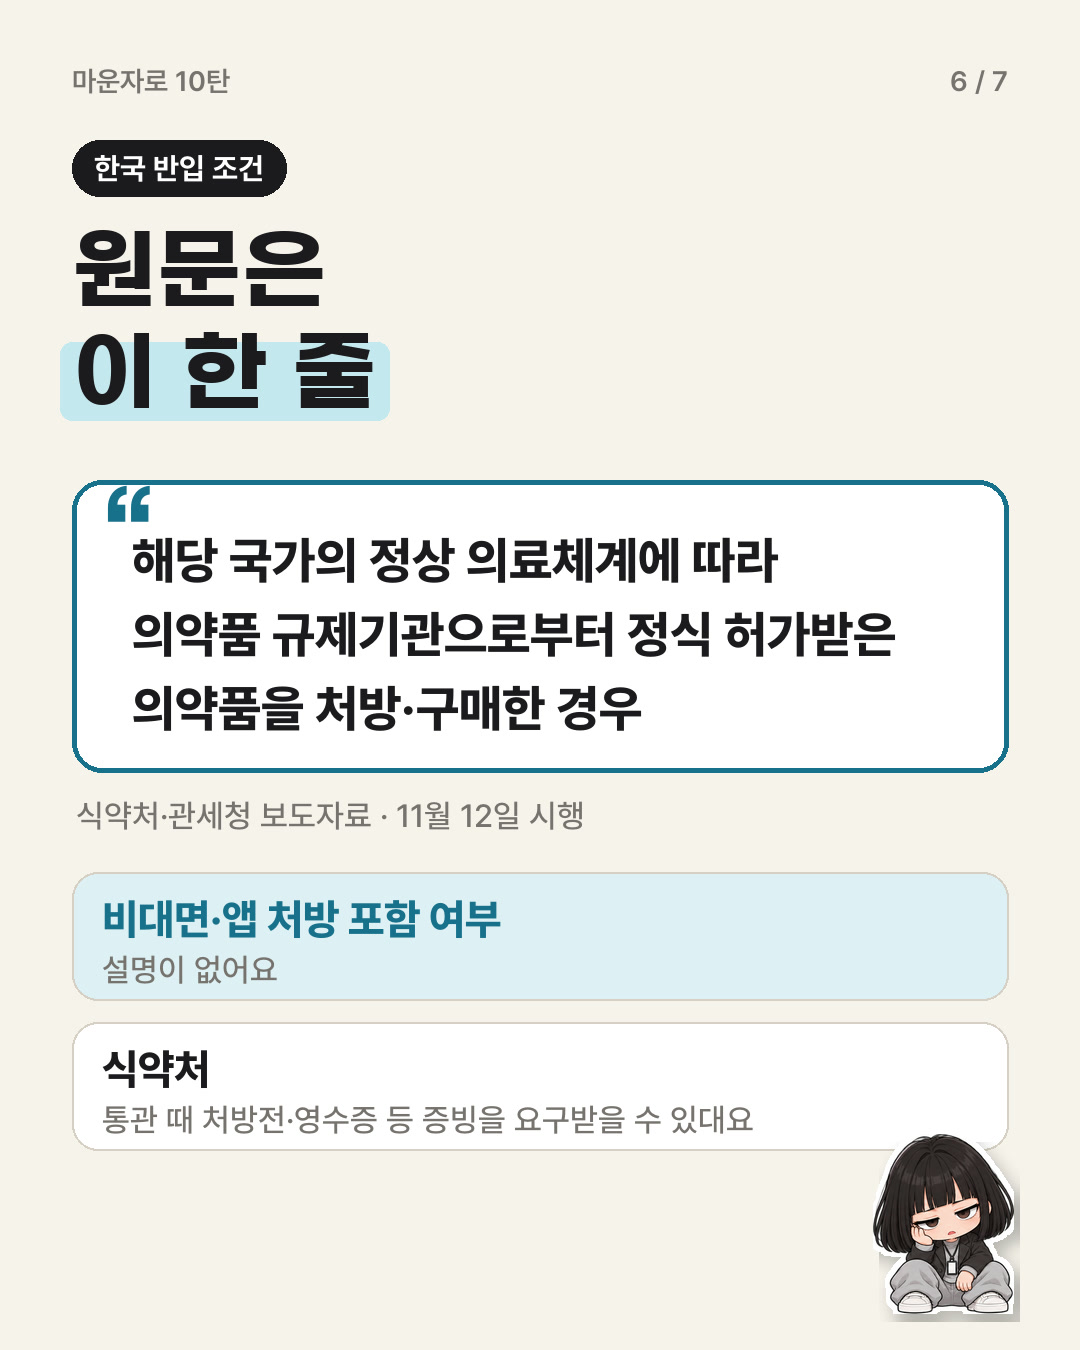 마운자로 10탄
6 / 7
한국 반입 조건
원문은
이 한 줄
“
해당 국가의 정상 의료체계에 따라
의약품 규제기관으로부터 정식 허가받은
의약품을 처방·구매한 경우
식약처·관세청 보도자료 · 11월 12일 시행
비대면·앱 처방 포함 여부
설명이 없어요
식약처
통관 때 처방전·영수증 등 증빙을 요구받을 수 있대요